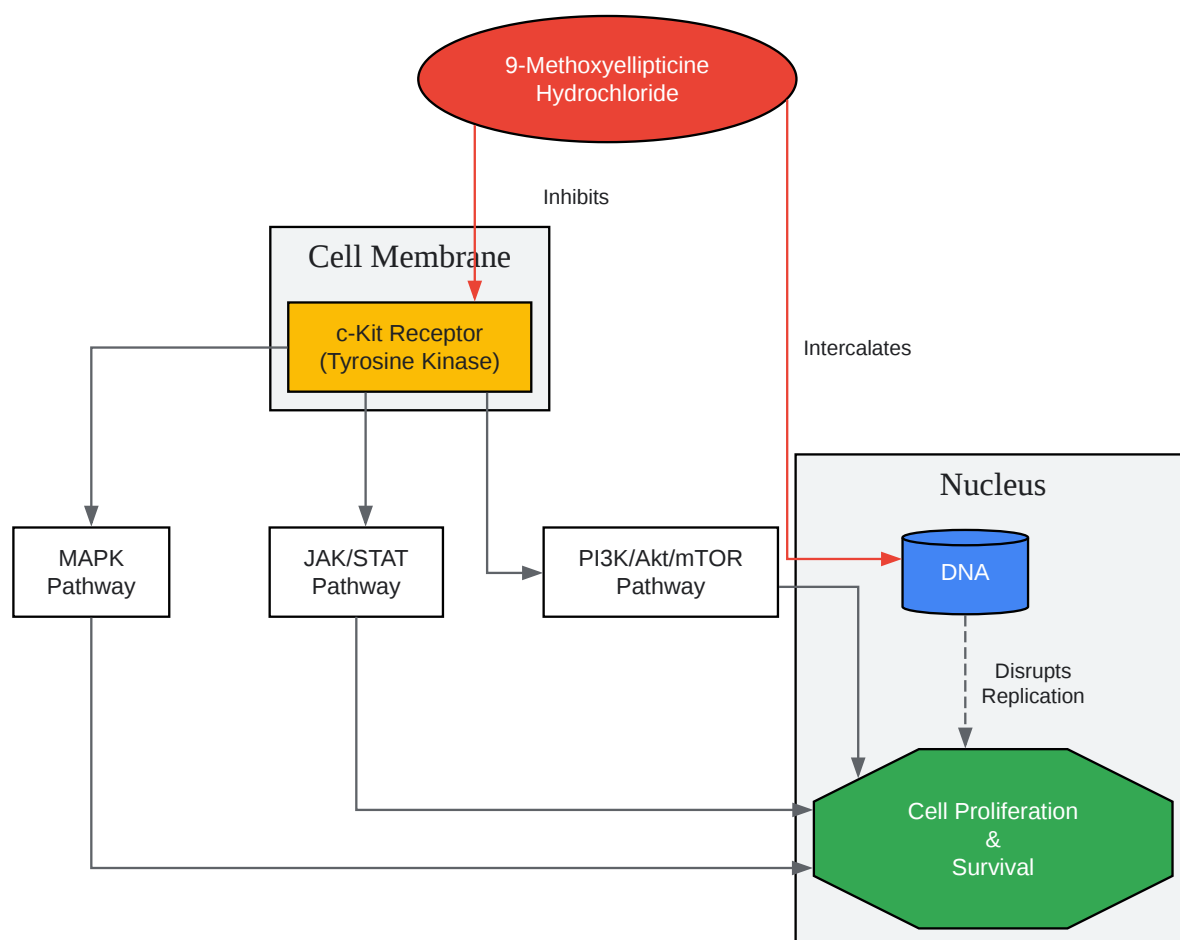 9-Methoxyellipticine
Hydrochloride
Inhibits
Cell Membrane
c-Kit Receptor
(Tyrosine Kinase)
Intercalates
Nucleus
MAPK
Pathway
JAK/STAT
Pathway
PI3K/Akt/mTOR
Pathway
DNA
Disrupts
Replication
Cell Proliferation
&
Survival